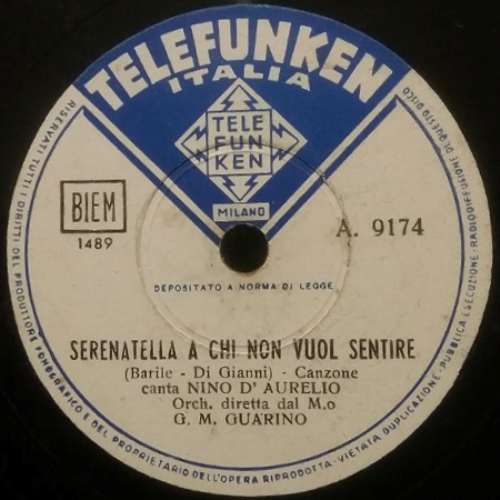 TELEFUNKEN
ITALIA
TELE
FUN
KEN
MILANO
BIEM
1489
A. 9174
DEPOSITATO A NORMA DI LEGGE
SERENATELLA A CHI NON VUOL SENTIRE
(Barile - Di Gianni) - Canzone
canta NINO D' AURELIO
Orch. diretta dal M.o
G. M. GUARINO
RISERVATI TUTTI I DIRITTI DEL PRODUTTORE FONOGRAFICO E DEL PROPRIETARIO DELL'OPERA RIPRODOTTA - VIETATA DUPLICAZIONE - PUBBLICA ESECUZIONE - RADIODIFFUSIONE DI QUESTO DISCO